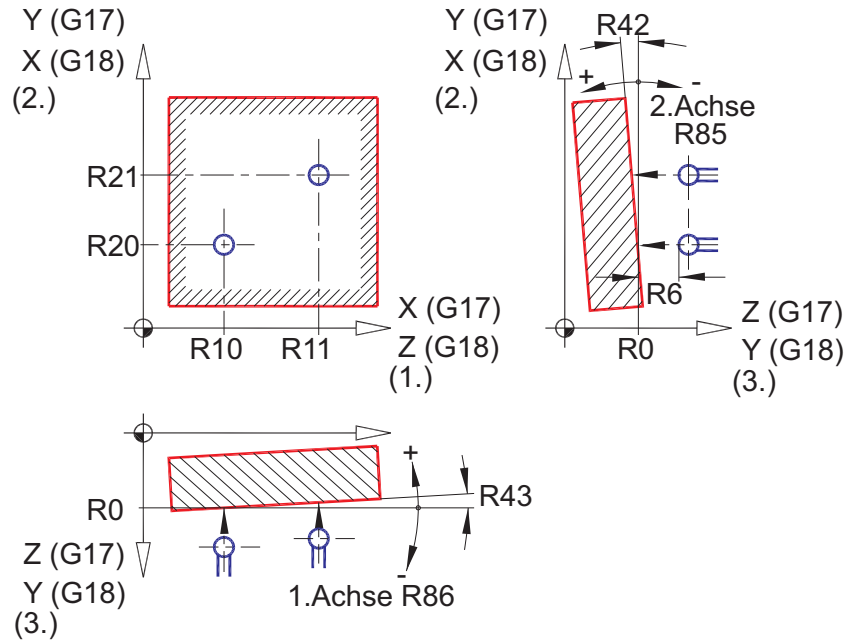 Y (G17)
X (G18)
(2.)
R21
R20
R10
R11
X (G17)
Z (G18)
(1.)
Y (G17)
X (G18)
(2.)
R42
+
-
2.Achse
R85
R6
R0
Z (G17)
Y (G18)
(3.)
R0
Z (G17)
Y (G18)
(3.)
+
R43
-
1.Achse R86